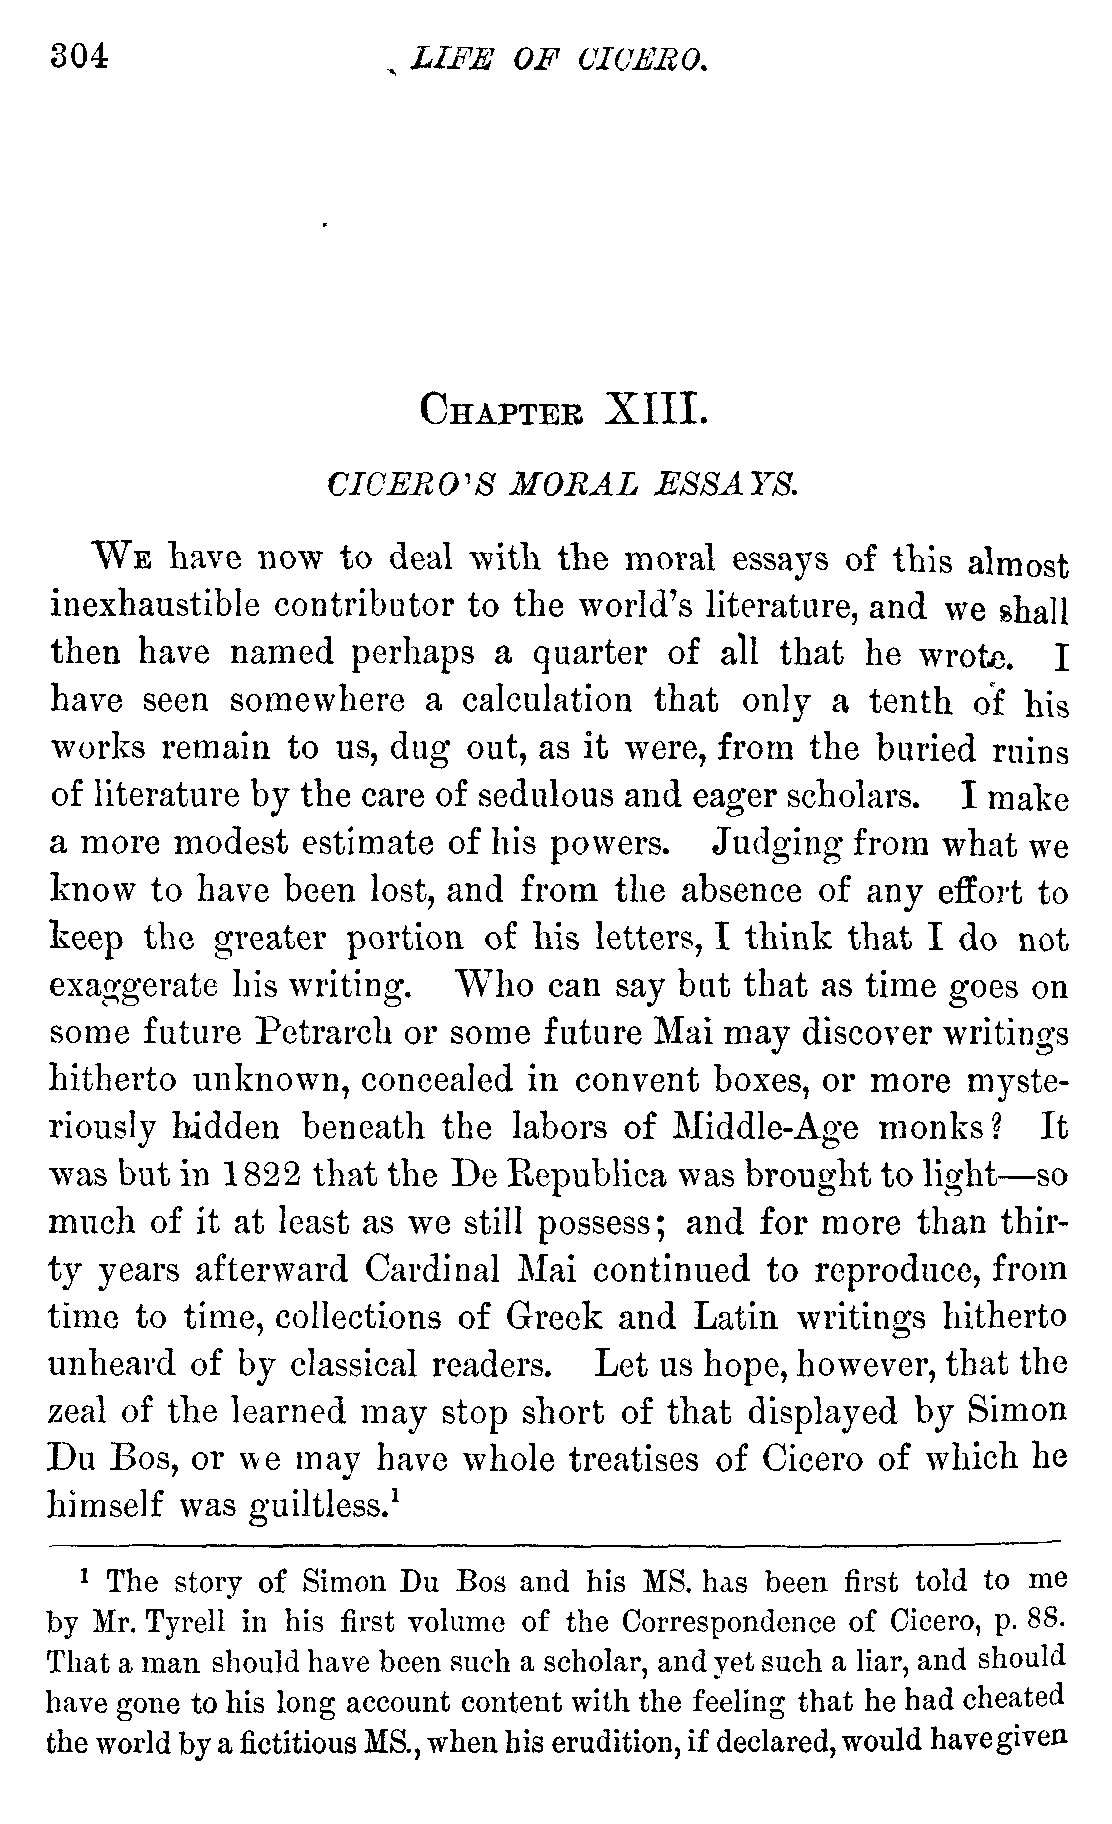 304 LIFE OF CICERO.
CHAPTER XIII.
CICERO'S MORAL ESSAYS.
WE have now to deal with the moral essays of this almost
inexhaustible contributor to the world's literature, and we shall
then have named perhaps a quarter of all that he wrote. I
have seen somewhere a calculation that only a tenth of his
works remain to us, dug out, as it were, from the buried ruins
of literature by the care of sedulous and eager scholars. I make
a more modest estimate of his powers. Judging from what we
know to have been lost, and from the absence of any effort to
keep the greater portion of his letters, I think that I do not
exaggerate his writing. Who can say but that as time goes on
some future Petrarch or some future Mai may discover writings
hitherto unknown, concealed in convent boxes, or more myste-
riously hidden beneath the labors of Middle-Age monks? It
was but in 1822 that the De Republica was brought to light—so
much of it at least as we still possess; and for more than thir-
ty years afterward Cardinal Mai continued to reproduce, from
time to time, collections of Greek and Latin writings hitherto
unheard of by classical readers. Let us hope, however, that the
zeal of the learned may stop short of that displayed by Simon
Du Bos, or we may have whole treatises of Cicero of which he
himself was guiltless.¹
¹ The story of Simon Du Bos and his MS. has been first told to me
by Mr. Tyrell in his first volume of the Correspondence of Cicero, p. 88.
That a man should have been such a scholar, and yet such a liar, and should
have gone to his long account content with the feeling that he had cheated
the world by a fictitious MS., when his erudition, if declared, would have given